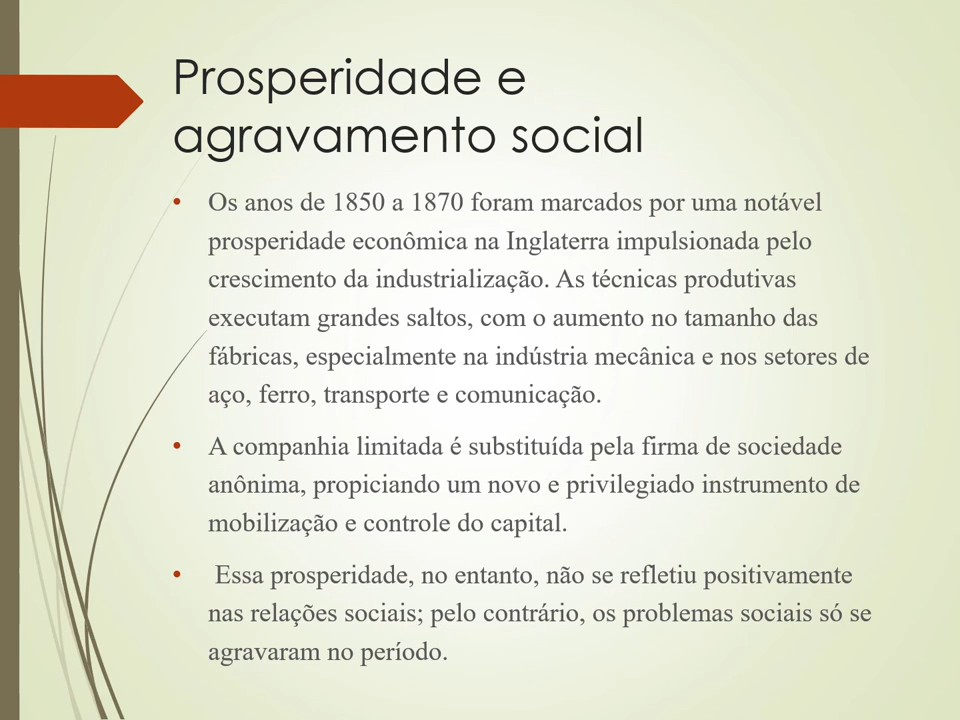 Prosperidade e
agravamento social
• Os anos de 1850 a 1870 foram marcados por uma notável
prosperidade econômica na Inglaterra impulsionada pelo
crescimento da industrialização. As técnicas produtivas
executam grandes saltos, com o aumento no tamanho das
fábricas, especialmente na indústria mecânica e nos setores de
aço, ferro, transporte e comunicação.
• A companhia limitada é substituída pela firma de sociedade
anônima, propiciando um novo e privilegiado instrumento de
mobilização e controle do capital.
• Essa prosperidade, no entanto, não se refletiu positivamente
nas relações sociais; pelo contrário, os problemas sociais só se
agravaram no período.